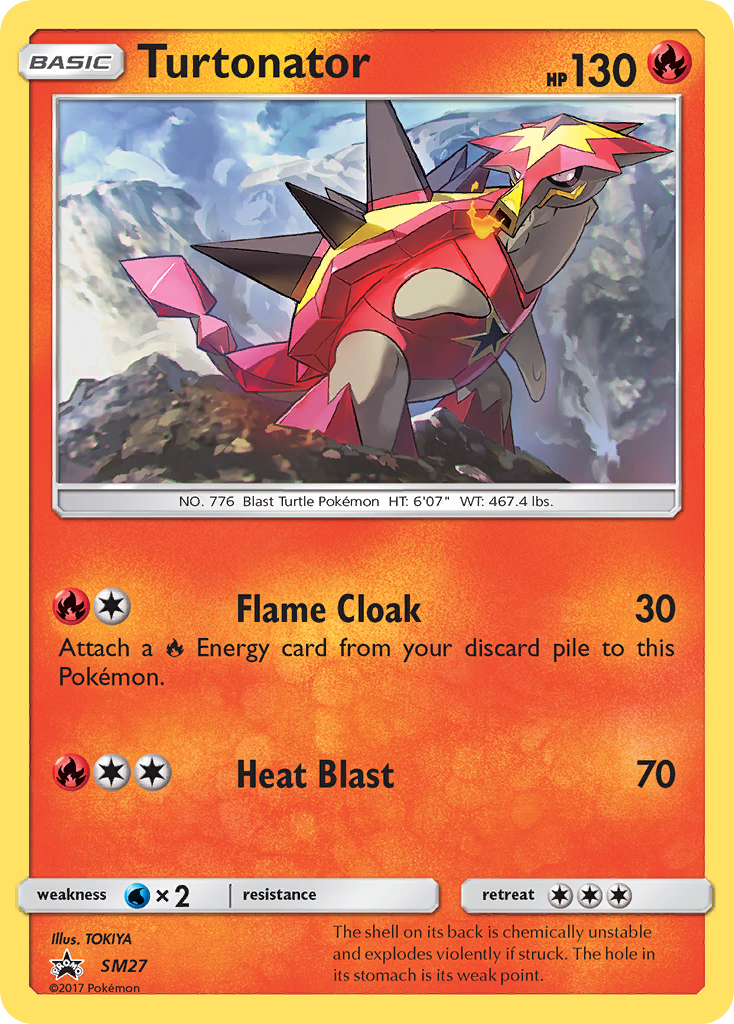 BASIC Turtonator HP 130
NO. 776 Blast Turtle Pokémon HT: 6'07" WT: 467.4 lbs.
Flame Cloak 30
Attach a Energy card from your discard pile to this
Pokémon.
Heat Blast 70
weakness ×2 resistance retreat
Illus. TOKIYA
PROMO SM27
©2017 Pokémon
The shell on its back is chemically unstable
and explodes violently if struck. The hole in
its stomach is its weak point.